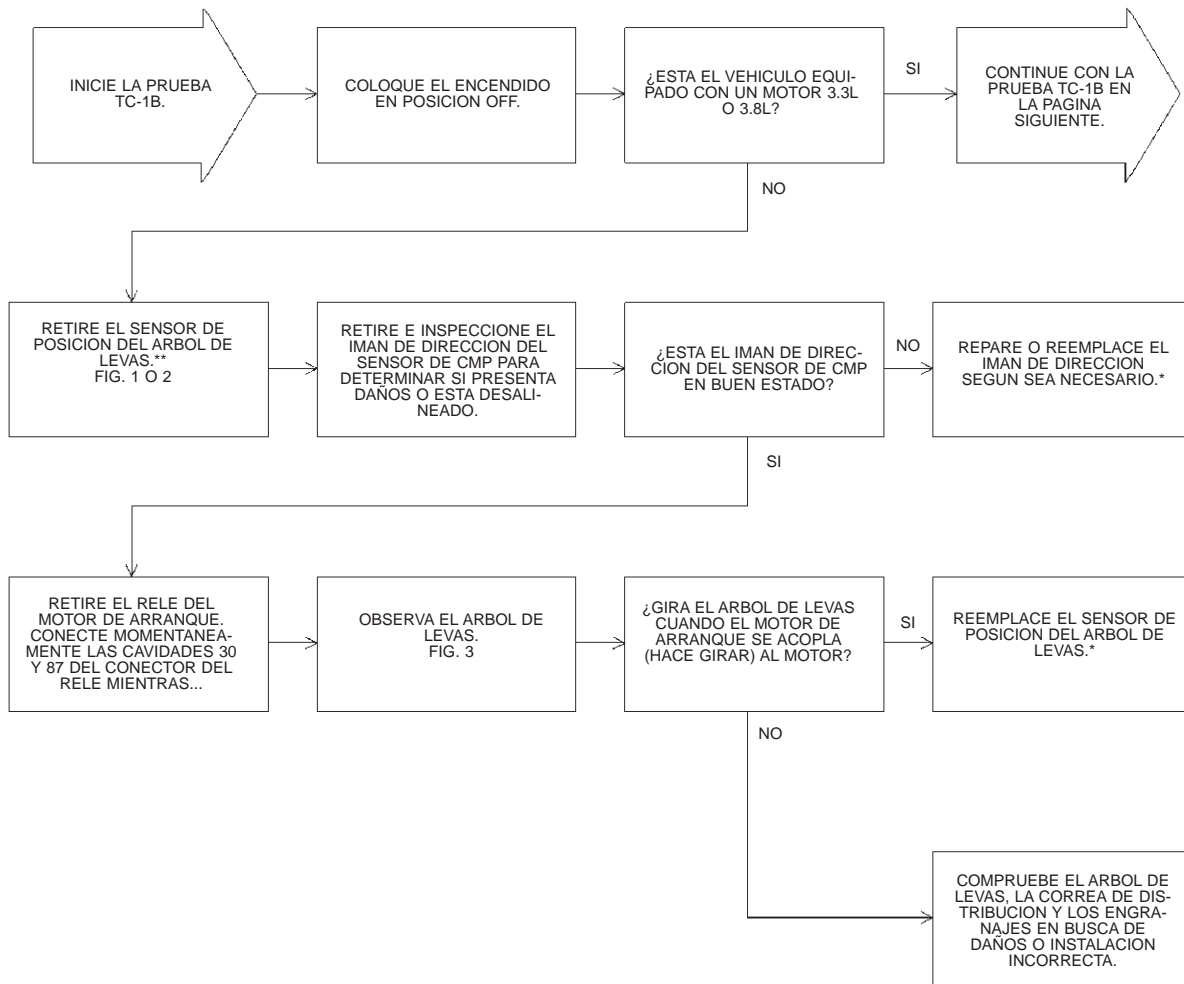 INICIE LA PRUEBA
TC-1B.
COLOQUE EL ENCENDIDO
EN POSICION OFF.
¿ESTA EL VEHICULO EQUI-
PADO CON UN MOTOR 3.3L
O 3.8L?
SI
CONTINUE CON LA
PRUEBA TC-1B EN
LA PAGINA
SIGUIENTE.
NO
RETIRE EL SENSOR DE
POSICION DEL ARBOL DE
LEVAS.**
FIG. 1 O 2
RETIRE E INSPECCIONE EL
IMAN DE DIRECCION DEL
SENSOR DE CMP PARA
DETERMINAR SI PRESENTA
DAÑOS O ESTA DESALI-
NEADO.
¿ESTA EL IMAN DE DIREC-
CION DEL SENSOR DE CMP
EN BUEN ESTADO?
NO
REPARE O REEMPLACE EL
IMAN DE DIRECCION
SEGUN SEA NECESARIO.*
SI
RETIRE EL RELE DEL
MOTOR DE ARRANQUE.
CONECTE MOMENTANEA-
MENTE LAS CAVIDADES 30
Y 87 DEL CONECTOR DEL
RELE MIENTRAS...
OBSERVA EL ARBOL DE
LEVAS.
FIG. 3
¿GIRA EL ARBOL DE LEVAS
CUANDO EL MOTOR DE
ARRANQUE SE ACOPLA
(HACE GIRAR) AL MOTOR?
SI
REEMPLACE EL SENSOR DE
POSICION DEL ARBOL DE
LEVAS.*
NO
COMPRUEBE EL ARBOL DE
LEVAS, LA CORREA DE DIS-
TRIBUCION Y LOS ENGRA-
NAJES EN BUSCA DE
DAÑOS O INSTALACION
INCORRECTA.